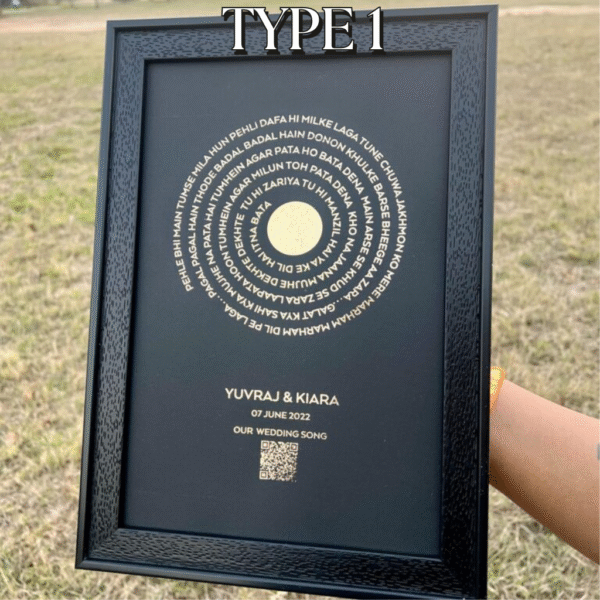 TYPE 1
PEHLE BHI MAIN TUMSE MILA HUN PEHLI DAFA HI MILKE LAGA TUNE CHUWA JAKHMON KO MERE MARHAM MARHAM DIL PE LAGA...
PAGAL PAGAL HAIN THODE BADAL BADAL HAIN DONON KHULKE BARSE BHEEGE AA ZARA...GALAT KYA SAHI KYA MUJHE NA PATA HAI
TUMHEIN AGAR PATA HO BATA DENA MAIN ARSE SE KHUD SE ZARA LAAPATA HOON TUMHEIN AGAR MILUN TOH PATA DENA
KHO NA JAANA MUJHE DEKHTE DEKHTE TU HI ZARIYA TU HI MANZIL HAI YA KE DIL HAI ITNA BATA
YUVRAJ & KIARA
07 JUNE 2022
OUR WEDDING SONG